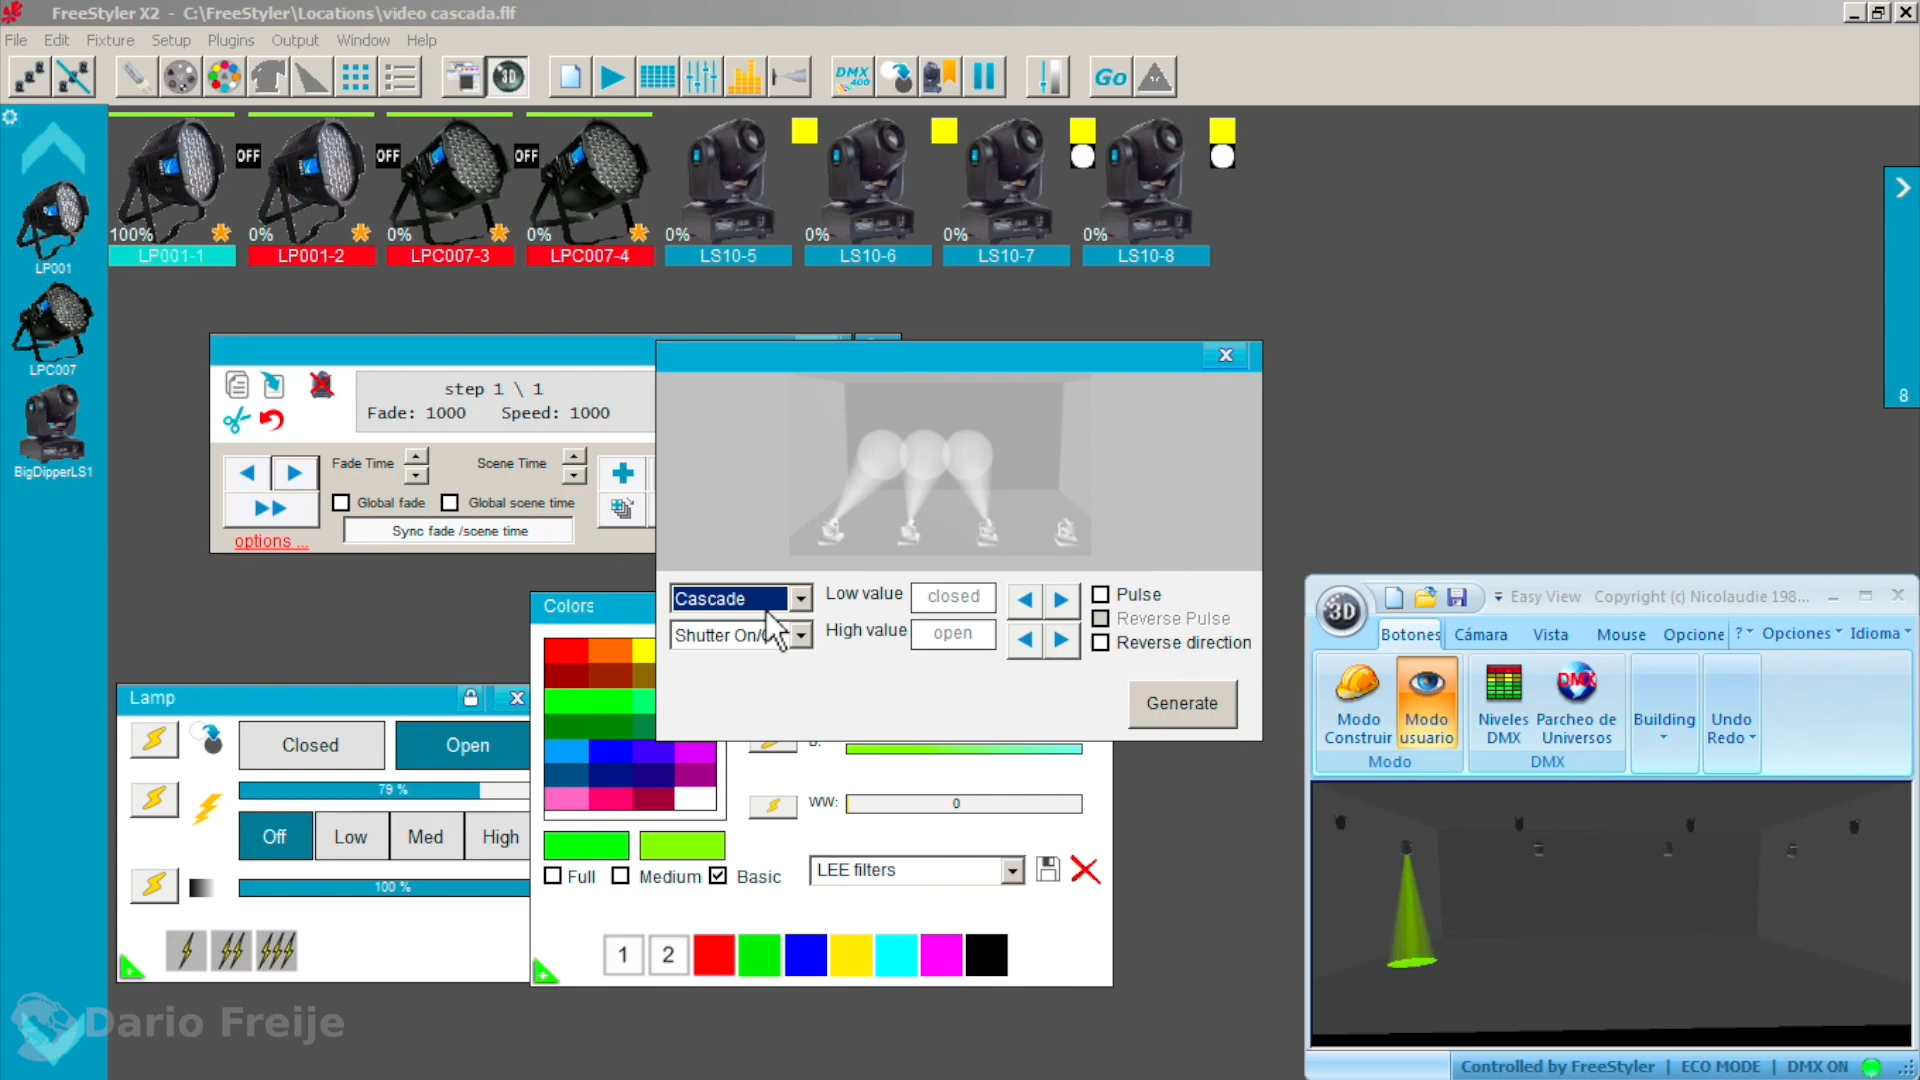 FreeStyler X2 - C:\FreeStyler\Locations\video cascada.flf
File Edit Fixture Setup Plugins Output Window Help
3D DMX 400 Go
OFF OFF OFF
100% 0% 0% 0% 0% 0% 0% 0%
LP001-1 LP001-2 LPC007-3 LPC007-4 LS10-5 LS10-6 LS10-7 LS10-8
LP001
LPC007
BigDipperLS1
8
step 1 \ 1
Fade: 1000 Speed: 1000
Fade Time Scene Time
Global fade Global scene time
Sync fade /scene time
options ...
X
Cascade Low value closed Pulse
Reverse Pulse
Shutter On/ High value open Reverse direction
Generate
Colors
WW: 0
Full Medium Basic LEE filters
1 2
Lamp X
Closed Open
79 %
Off Low Med High
100 %
3D Easy View Copyright (c) Nicolaudie 198...
Botones Cámara Vista Mouse Opcione ? Opciones Idioma
Modo Construir
Modo usuario
Modo
Niveles DMX
DMX
Parcheo de Universos
DMX
Building
Undo Redo
Controlled by FreeStyler | ECO MODE | DMX ON
Dario Freije